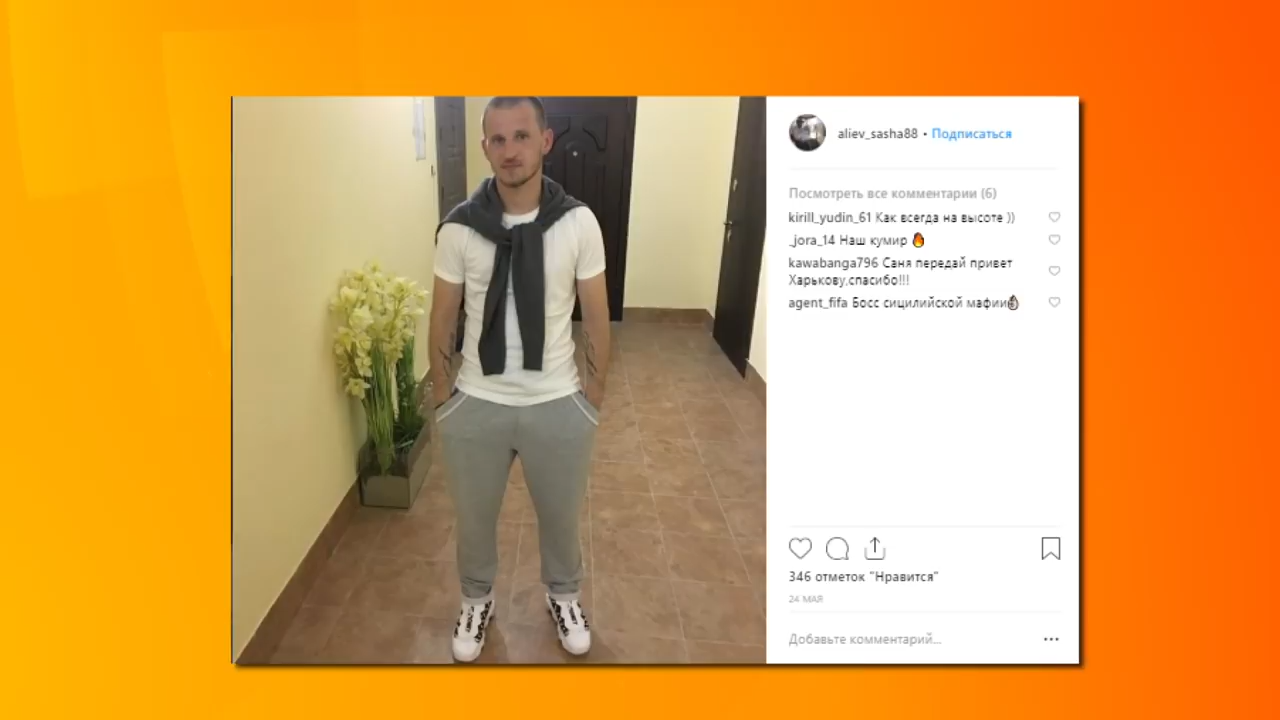 aliev_sasha88 • Подписаться
Посмотреть все комментарии (6)
kirill_yudin_61 Как всегда на высоте ))
_jora_14 Наш кумир 🔥
kawabanga796 Саня передай привет
Харькову,спасибо!!!
agent_fifa Босс сицилийской мафии
346 отметок "Нравится"
24 МАЯ
Добавьте комментарий...